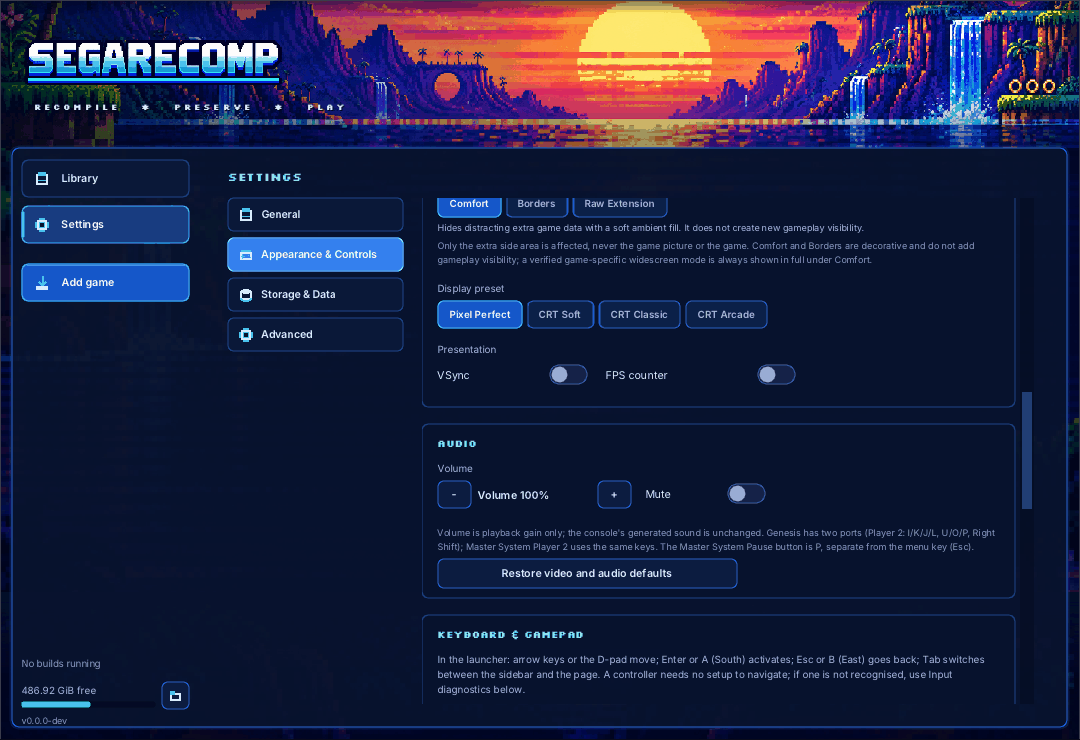 SEGARECOMP
RECOMPILE * PRESERVE * PLAY
Library
Settings
Add game
No builds running
486.92 GiB free
v0.0.0-dev
SETTINGS
General
Appearance & Controls
Storage & Data
Advanced
Comfort Borders Raw Extension
Hides distracting extra game data with a soft ambient fill. It does not create new gameplay visibility.
Only the extra side area is affected, never the game picture or the game. Comfort and Borders are decorative and do not add
gameplay visibility; a verified game-specific widescreen mode is always shown in full under Comfort.
Display preset
Pixel Perfect CRT Soft CRT Classic CRT Arcade
Presentation
VSync FPS counter
AUDIO
Volume
- Volume 100% + Mute
Volume is playback gain only; the console's generated sound is unchanged. Genesis has two ports (Player 2: I/K/J/L, U/O/P, Right
Shift); Master System Player 2 uses the same keys. The Master System Pause button is P, separate from the menu key (Esc).
Restore video and audio defaults
KEYBOARD & GAMEPAD
In the launcher: arrow keys or the D-pad move; Enter or A (South) activates; Esc or B (East) goes back; Tab switches
between the sidebar and the page. A controller needs no setup to navigate; if one is not recognised, use Input
diagnostics below.